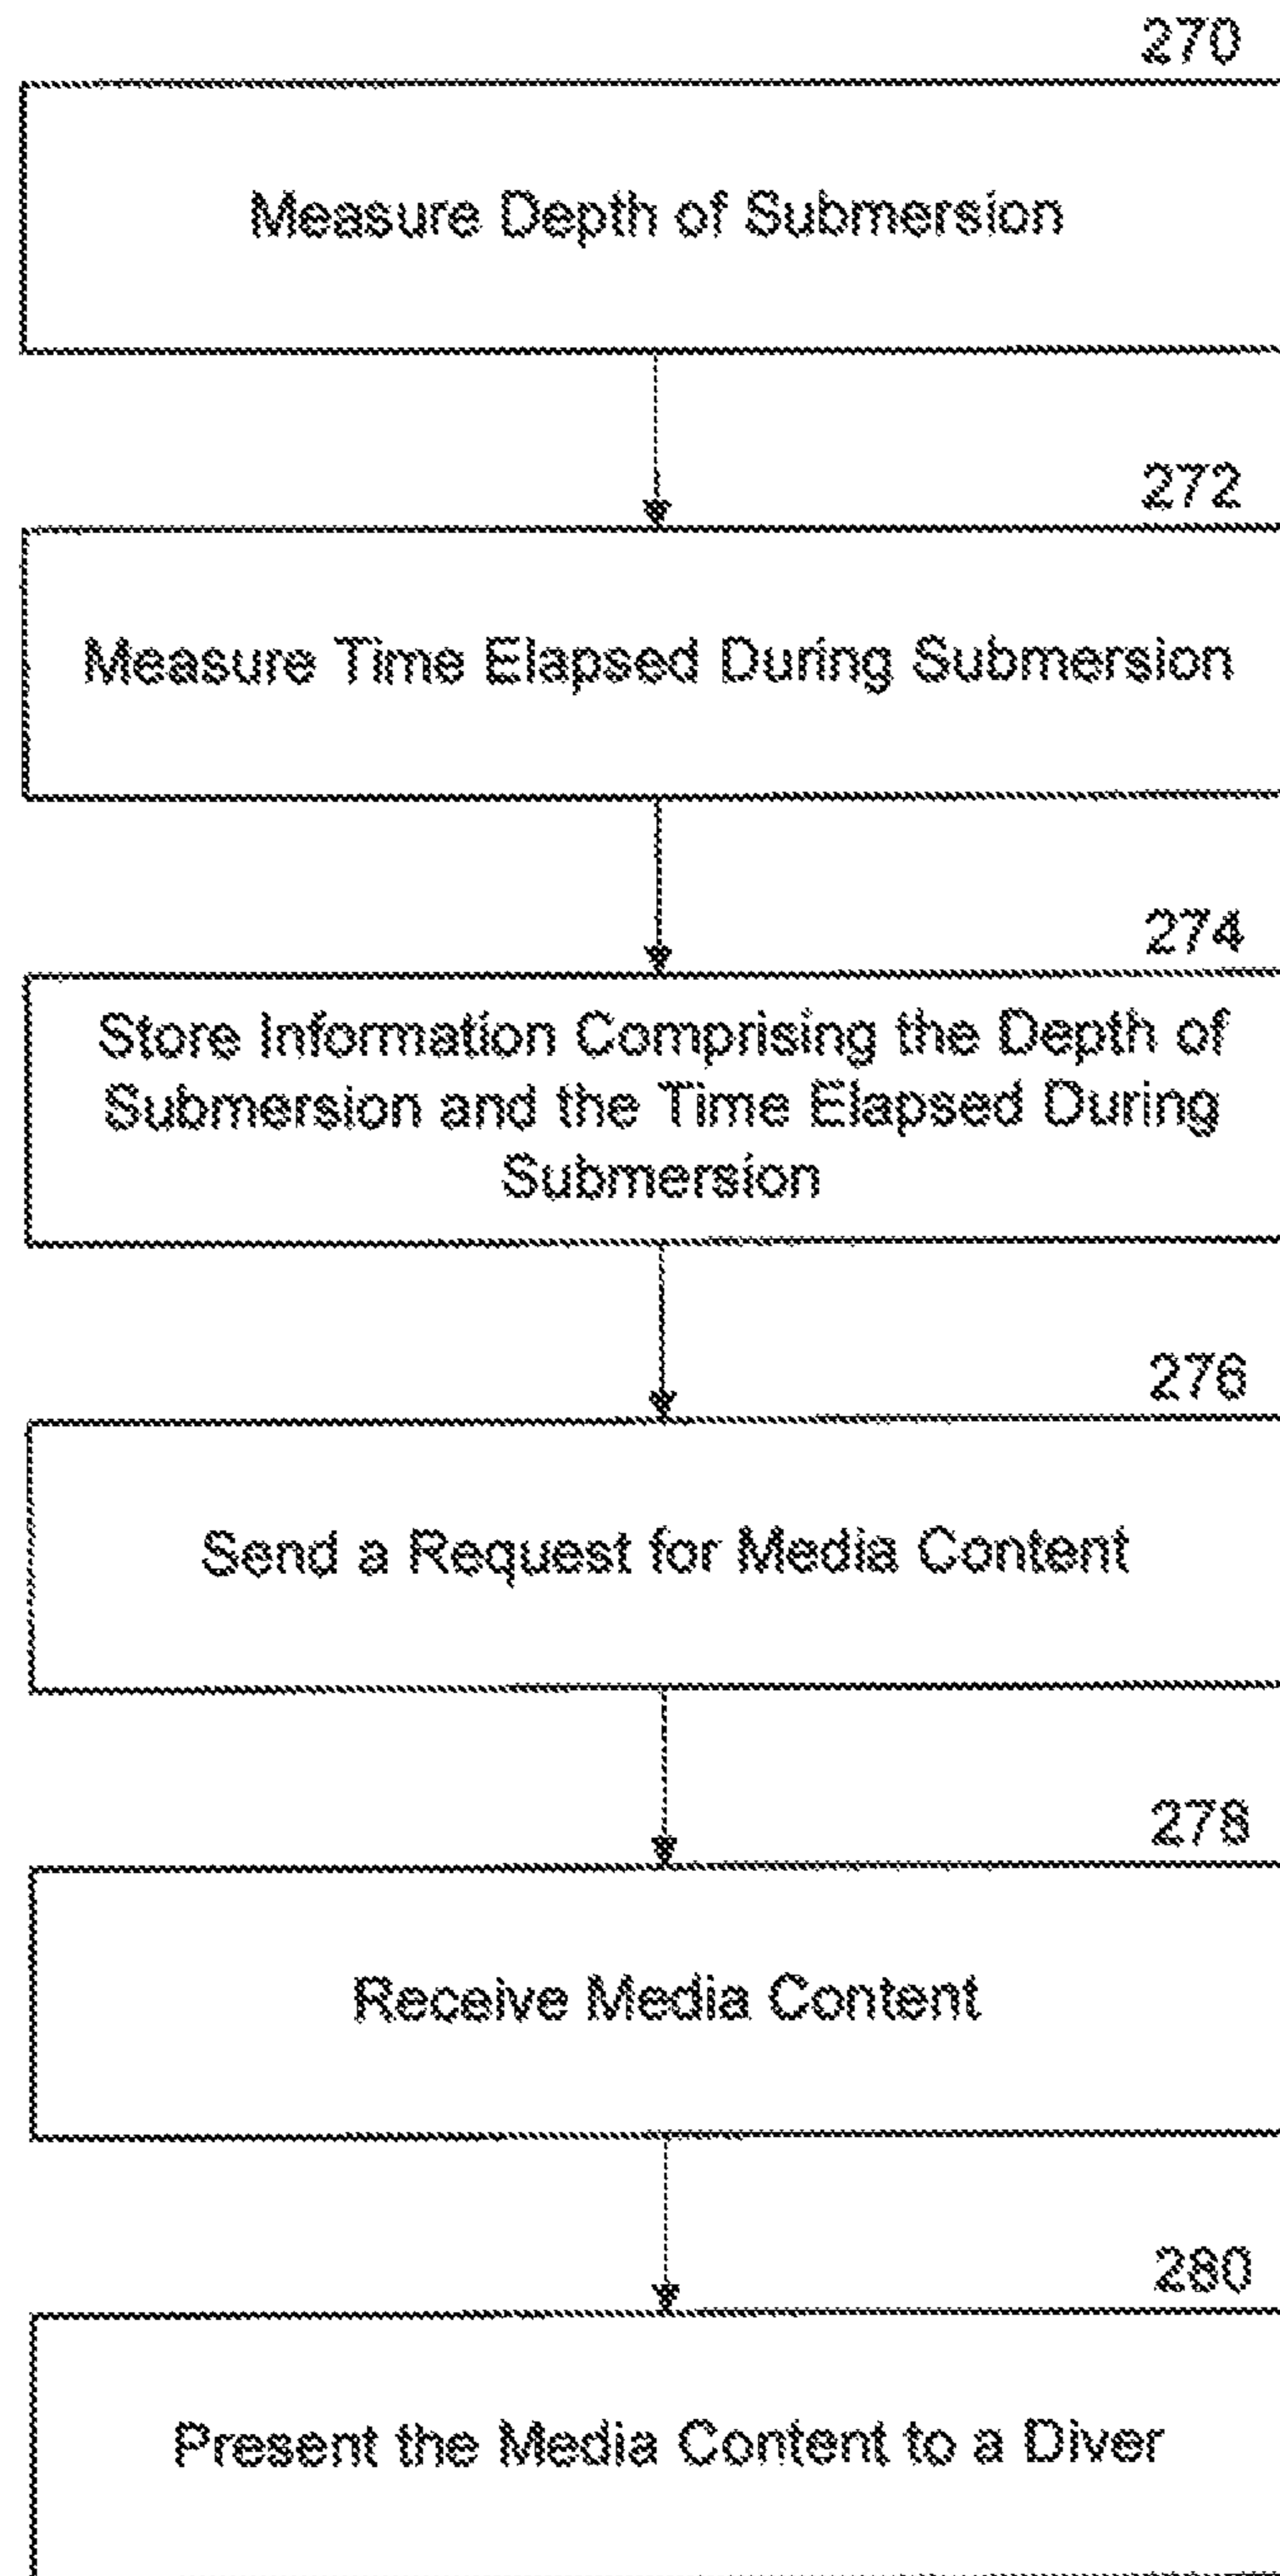 270
Measure Depth of Submersion
272
Measure Time Elapsed During Submersion
274
Store Information Comprising the Depth of
Submersion and the Time Elapsed During
Submersion
276
Send a Request for Media Content
278
Receive Media Content
280
Present the Media Content to a Diver